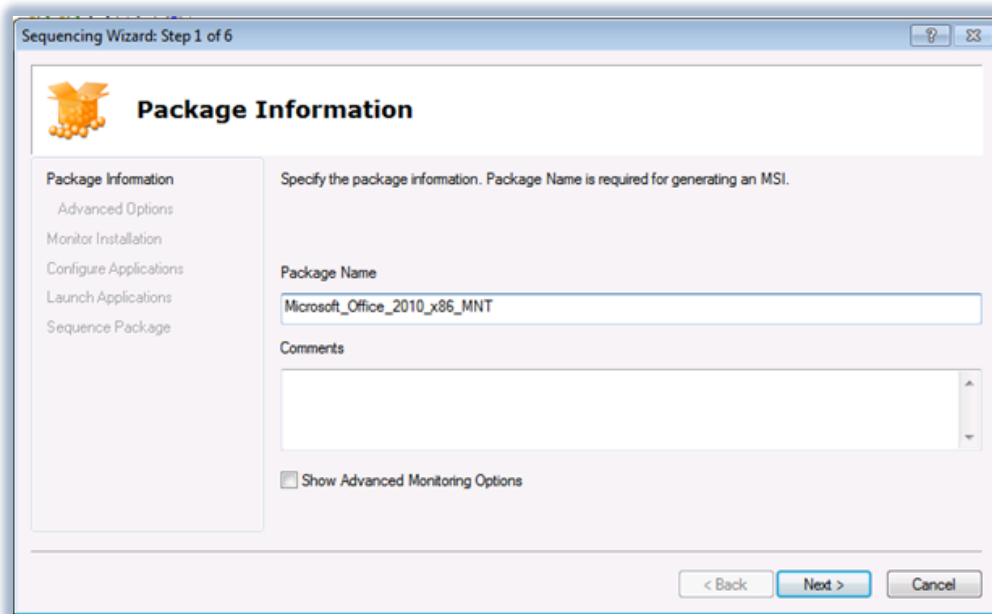 Sequencing Wizard: Step 1 of 6
Package Information
Package Information
Advanced Options
Monitor Installation
Configure Applications
Launch Applications
Sequence Package
Specify the package information. Package Name is required for generating an MSI.
Package Name
Microsoft_Office_2010_x86_MNT
Comments
Show Advanced Monitoring Options
< Back Next > Cancel